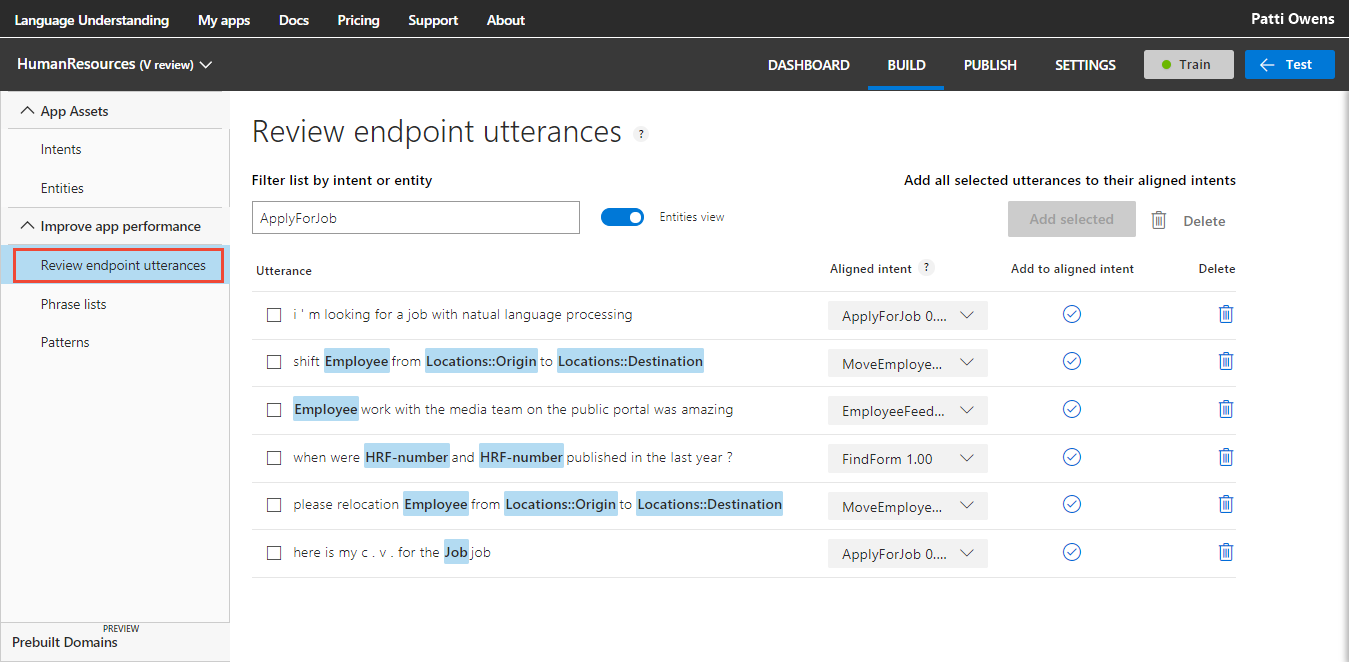 Language Understanding My apps Docs Pricing Support About Patti Owens
HumanResources (V review) DASHBOARD BUILD PUBLISH SETTINGS Train Test
App Assets
Intents
Entities
Improve app performance
Review endpoint utterances
Phrase lists
Patterns
PREVIEW
Prebuilt Domains
Review endpoint utterances ?
Filter list by intent or entity Add all selected utterances to their aligned intents
ApplyForJob Entities view Add selected Delete
Utterance Aligned intent ? Add to aligned intent Delete
i ' m looking for a job with natual language processing ApplyForJob 0....
shift Employee from Locations::Origin to Locations::Destination MoveEmploye...
Employee work with the media team on the public portal was amazing EmployeeFeed...
when were HRF-number and HRF-number published in the last year ? FindForm 1.00
please relocation Employee from Locations::Origin to Locations::Destination MoveEmploye...
here is my c . v . for the Job job ApplyForJob 0....